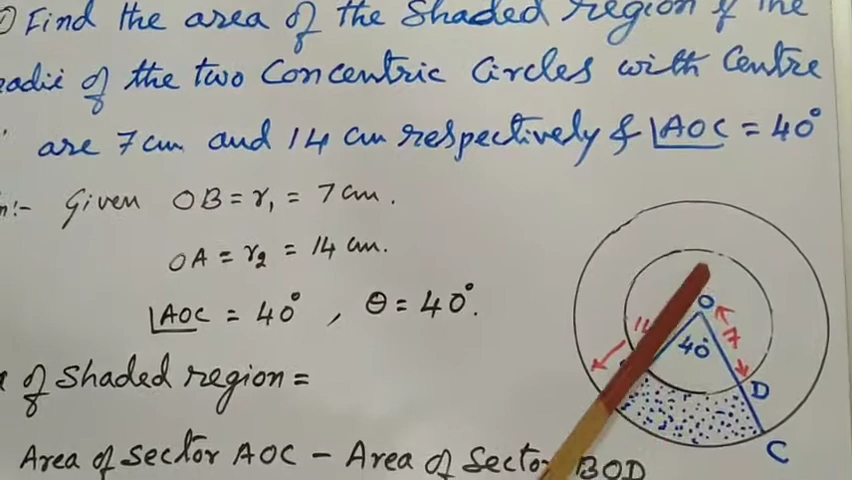 Find the area of the Shaded region if the
radii of the two Concentric Circles with Centre
are 7cm and 14 cm respectively & ∠AOC = 40°
Given OB = r₁ = 7cm.
OA = r₂ = 14 cm.
∠AOC = 40°, θ = 40°.
of Shaded region =
Area of sector AOC - Area of Sector BOD
O
14
7
40°
D
C